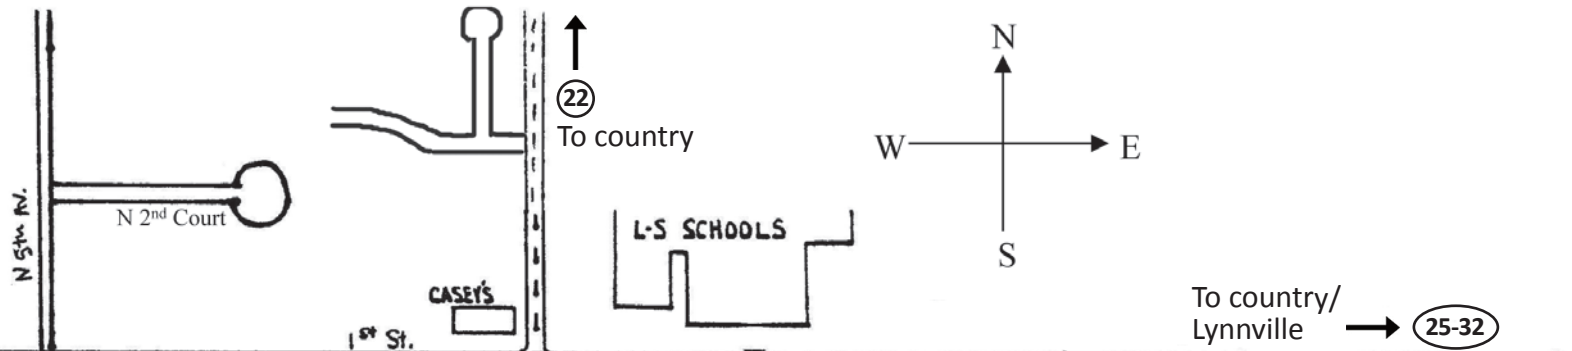 N 5TH AV.
N 2nd Court
22
To country
CASEY'S
1st St.
L-S SCHOOLS
N
W
E
S
To country/
Lynnville
25-32